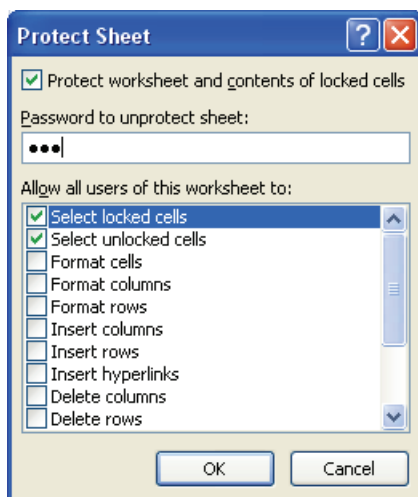 Protect Sheet
Protect worksheet and contents of locked cells
Password to unprotect sheet:
●●●
Allow all users of this worksheet to:
Select locked cells
Select unlocked cells
Format cells
Format columns
Format rows
Insert columns
Insert rows
Insert hyperlinks
Delete columns
Delete rows
OK Cancel